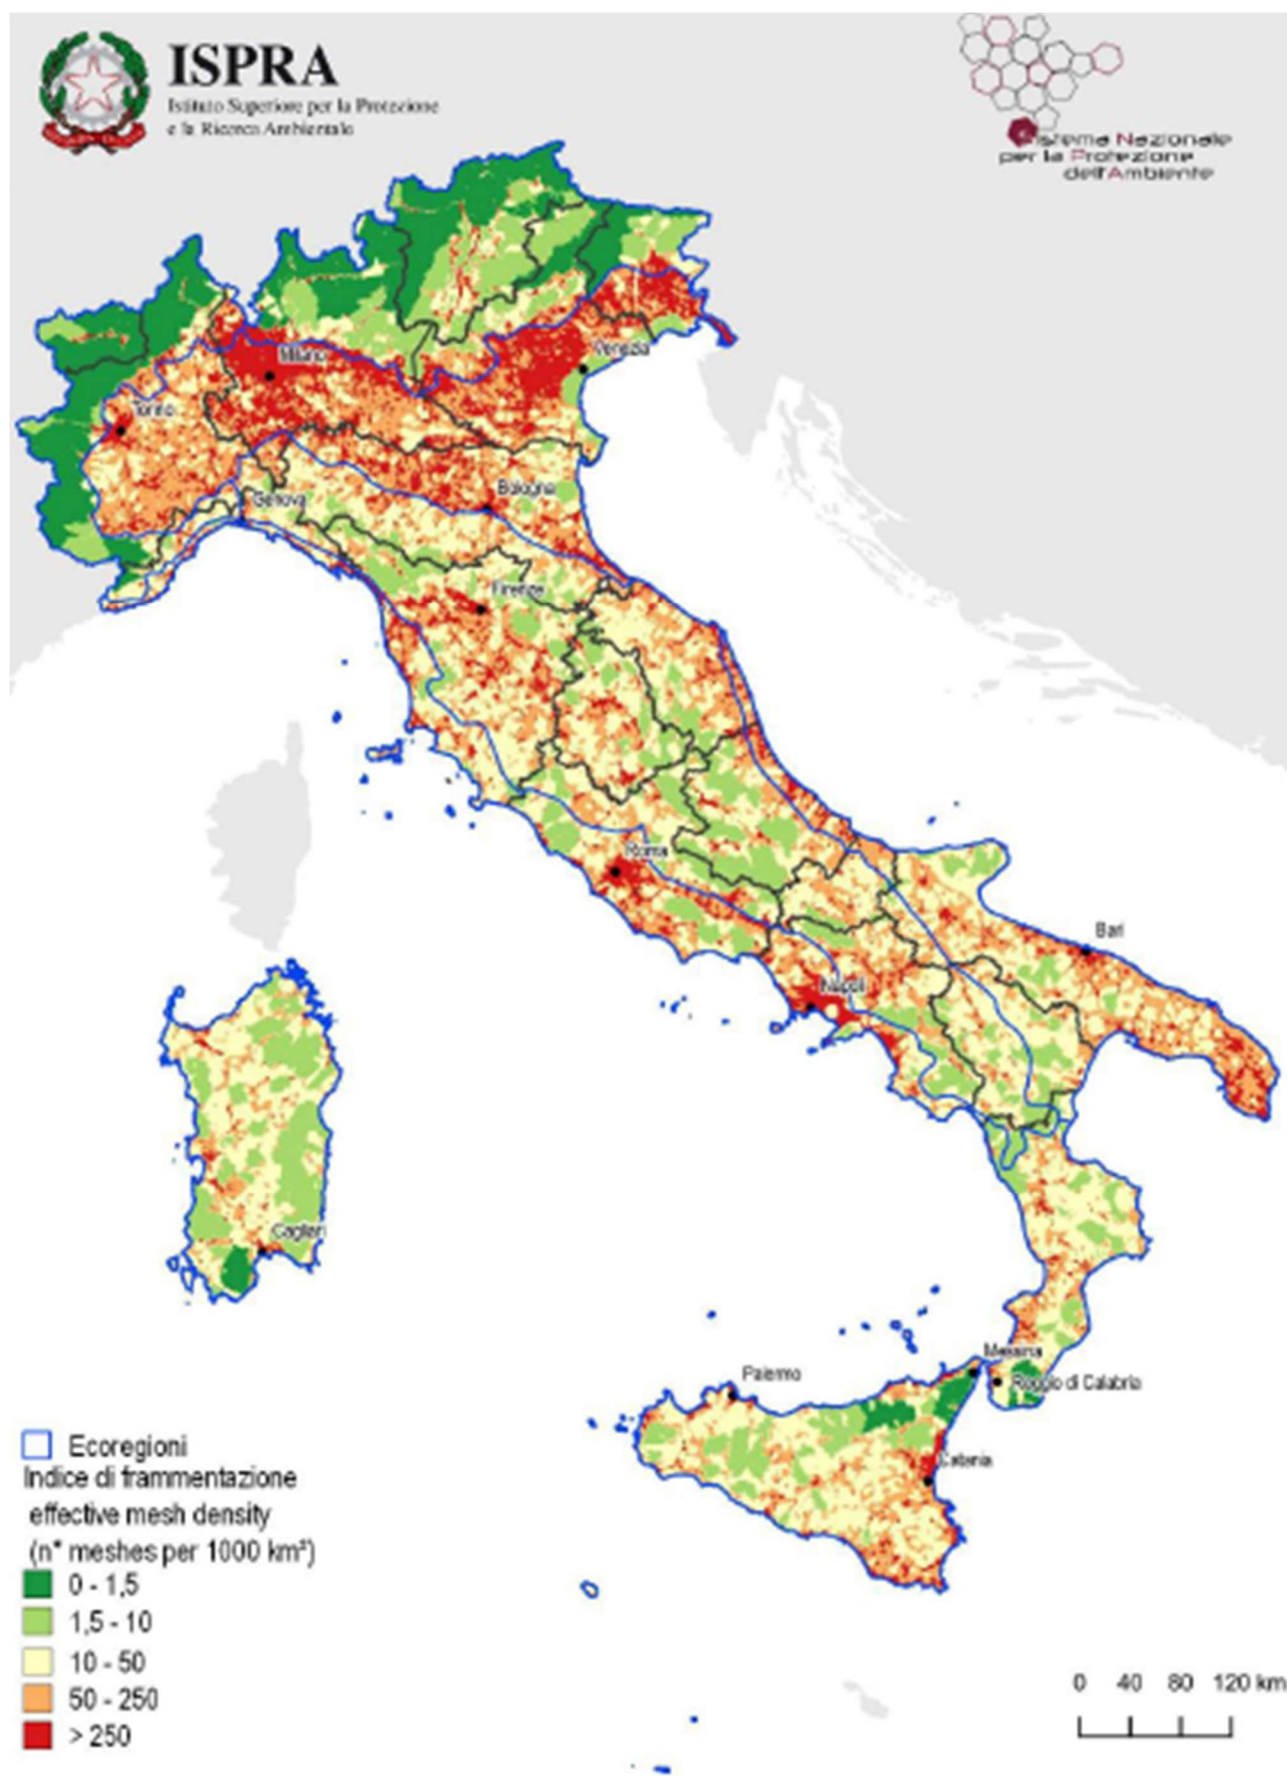 ISPRA
Istituto Superiore per la Protezione
e la Ricerca Ambientale
Sistema Nazionale
per la Protezione
dell'Ambiente
Milano
Venezia
Torino
Genova
Bologna
Firenze
Roma
Bari
Napoli
Cagliari
Messina
Palermo
Reggio di Calabria
Catania
Ecoregioni
Indice di frammentazione
effective mesh density
(n° meshes per 1000 km²)
0 - 1,5
1,5 - 10
10 - 50
50 - 250
> 250
0 40 80 120 km